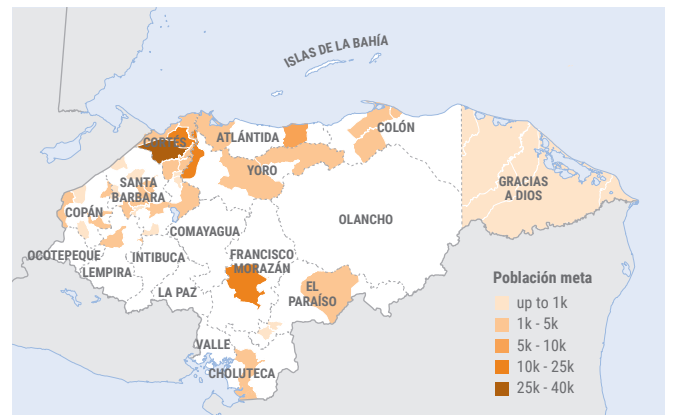 ISLAS DE LA BAHÍA
CORTÉS
ATLÁNTIDA
COLÓN
YORO
SANTA
BARBARA
GRACIAS
A DIOS
COPÁN
OLANCHO
COMAYAGUA
OCOTEPEQUE
INTIBUCA
FRANCISCO
MORAZÁN
LEMPIRA
LA PAZ
EL
PARAÍSO
VALLE
CHOLUTECA
Población meta
up to 1k
1k - 5k
5k - 10k
10k - 25k
25k - 40k